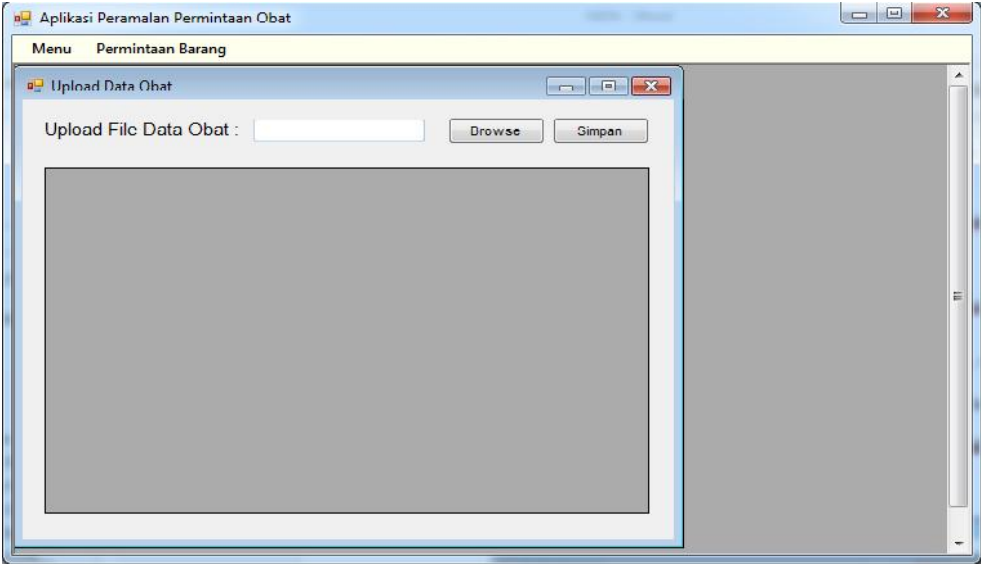 Aplikasi Peramalan Permintaan Obat
Menu Permintaan Barang
Upload Data Obat
Upload File Data Obat : Browse Simpan